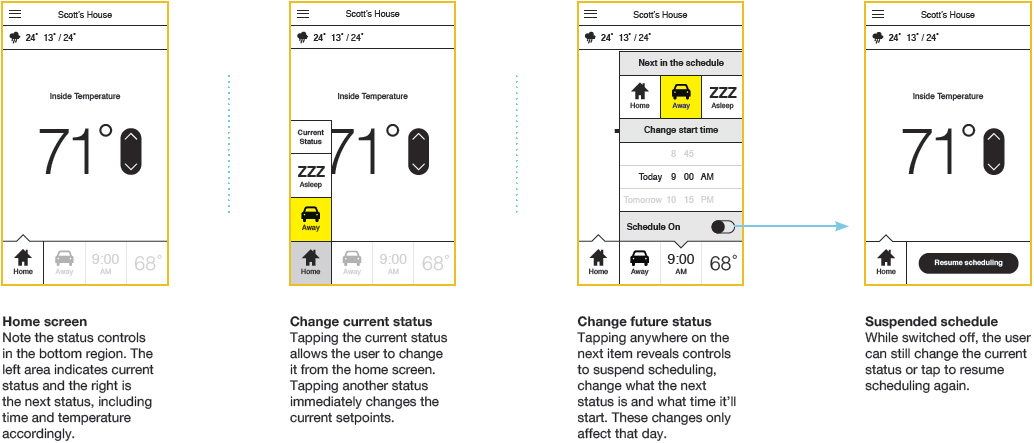 Scott's House
24° 13° / 24°
Inside Temperature
71°
Home
Away
9:00
AM
68°
Home screen
Note the status controls
in the bottom region. The
left area indicates current
status and the right is
the next status, including
time and temperature
accordingly.
Scott's House
24° 13° / 24°
Inside Temperature
71°
Current
Status
ZZZ
Asleep
Away
Home
Away
9:00
AM
68°
Change current status
Tapping the current status
allows the user to change
it from the home screen.
Tapping another status
immediately changes the
current setpoints.
Scott's House
24° 13° / 24°
Next in the schedule
Home
Away
ZZZ
Asleep
Change start time
8 45
Today 9 00 AM
Tomorrow 10 15 PM
Schedule On
Home
Away
9:00
AM
68°
Change future status
Tapping anywhere on the
next item reveals controls
to suspend scheduling,
change what the next
status is and what time it'll
start. These changes only
affect that day.
Scott's House
24° 13° / 24°
Inside Temperature
71°
Home
Resume scheduling
Suspended schedule
While switched off, the user
can still change the current
status or tap to resume
scheduling again.